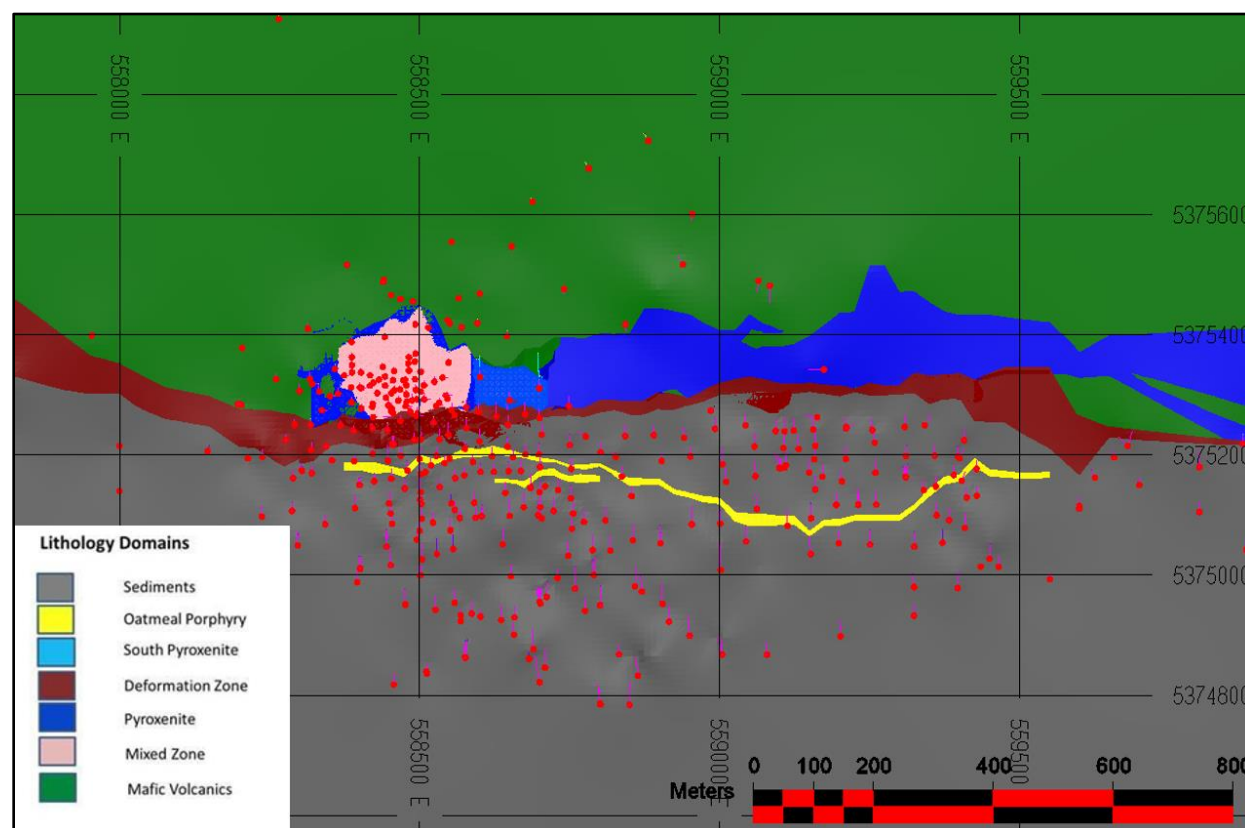 558000 E
558500 E
559000 E
559500 E
5375600
5375400
5375200
5375000
5374800
558500 E
559000 E
559500 E
Lithology Domains
Sediments
Oatmeal Porphyry
South Pyroxenite
Deformation Zone
Pyroxenite
Mixed Zone
Mafic Volcanics
Meters
0 100 200 400 600 800